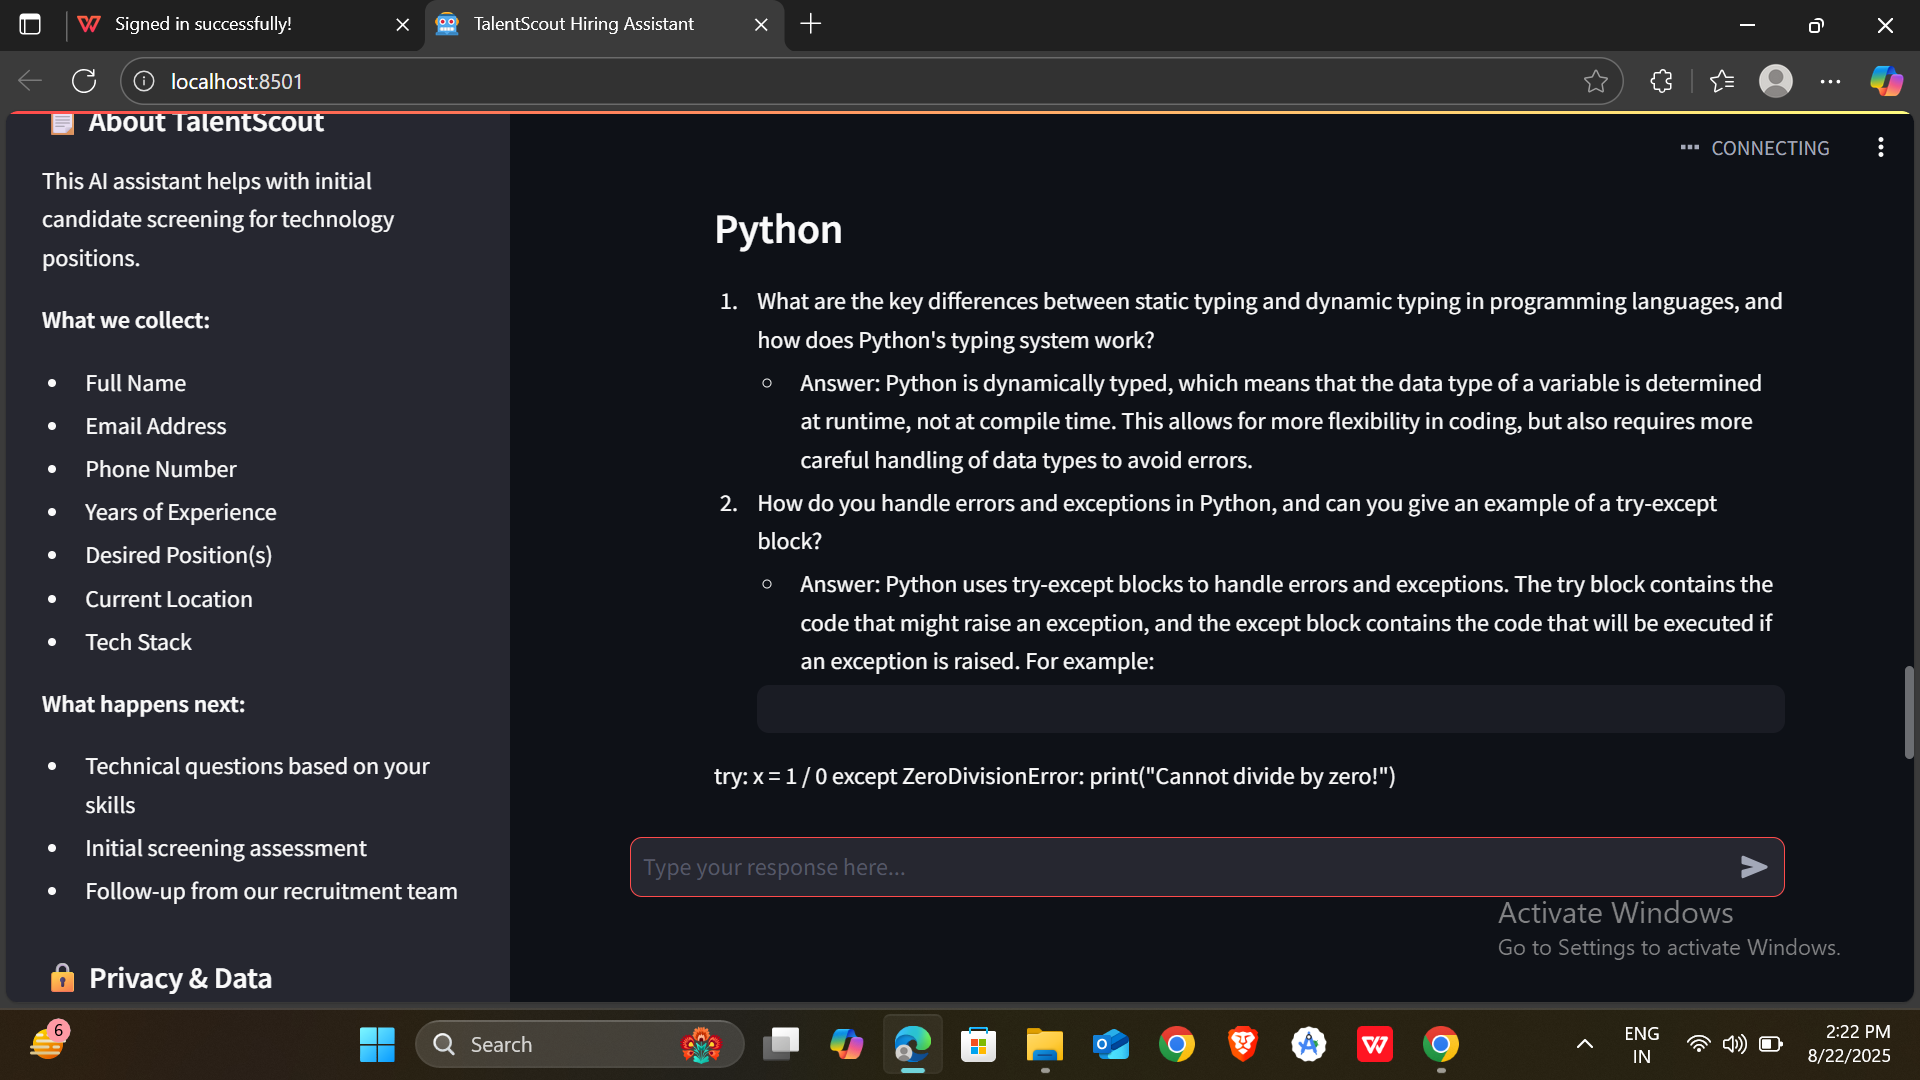 Signed in successfully!
TalentScout Hiring Assistant
localhost:8501
About TalentScout
This AI assistant helps with initial
candidate screening for technology
positions.
What we collect:
Full Name
Email Address
Phone Number
Years of Experience
Desired Position(s)
Current Location
Tech Stack
What happens next:
Technical questions based on your
skills
Initial screening assessment
Follow-up from our recruitment team
Privacy & Data
CONNECTING
Python
1. What are the key differences between static typing and dynamic typing in programming languages, and
how does Python's typing system work?
Answer: Python is dynamically typed, which means that the data type of a variable is determined
at runtime, not at compile time. This allows for more flexibility in coding, but also requires more
careful handling of data types to avoid errors.
2. How do you handle errors and exceptions in Python, and can you give an example of a try-except
block?
Answer: Python uses try-except blocks to handle errors and exceptions. The try block contains the
code that might raise an exception, and the except block contains the code that will be executed if
an exception is raised. For example:
try: x = 1 / 0 except ZeroDivisionError: print("Cannot divide by zero!")
Type your response here...
Activate Windows
Go to Settings to activate Windows.
6
Search
ENG
IN
2:22 PM
8/22/2025